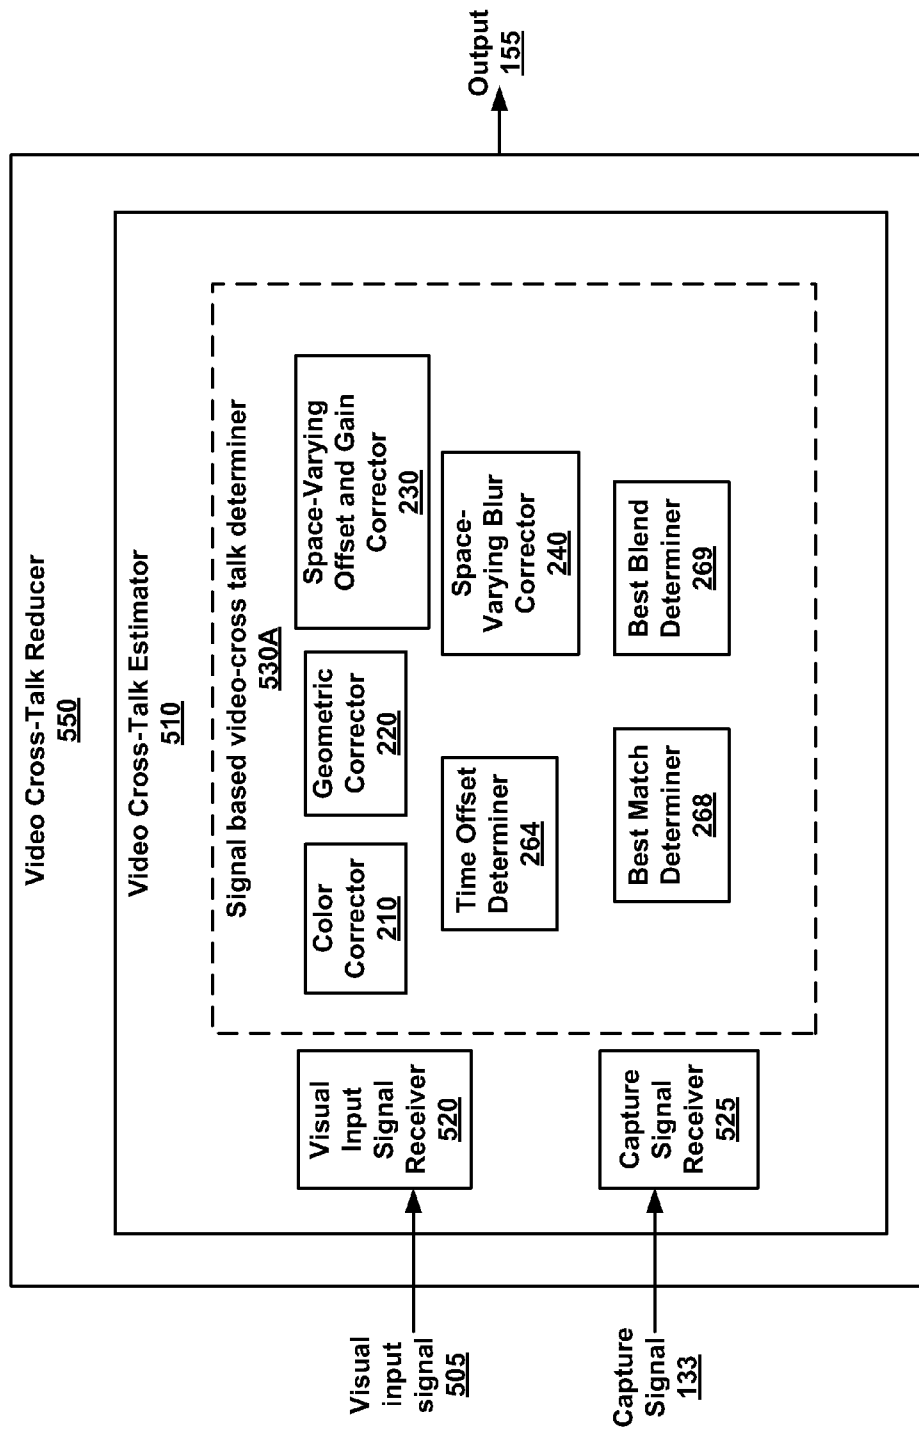 Video Cross-Talk Reducer
550
Video Cross-Talk Estimator
510
Signal based video-cross talk determiner
530A
Visual
input
signal
505
Visual
Input
Signal
Receiver
520
Color
Corrector
210
Geometric
Corrector
220
Space-Varying
Offset and Gain
Corrector
230
Time Offset
Determiner
264
Space-
Varying Blur
Corrector
240
Capture
Signal
133
Capture
Signal
Receiver
525
Best Match
Determiner
268
Best Blend
Determiner
269
Output
155